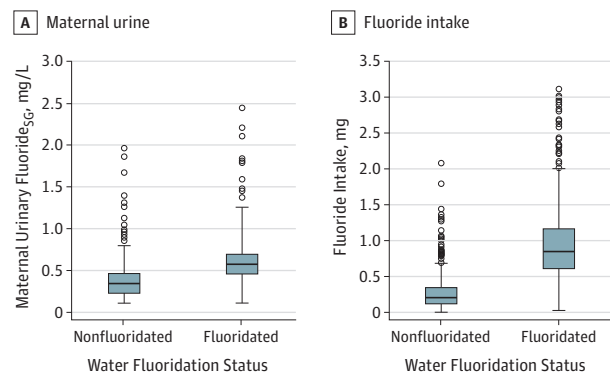 A Maternal urine
3.0
2.5
2.0
1.5
1.0
0.5
0
Maternal Urinary FluorideSG, mg/L
Nonfluoridated Fluoridated
Water Fluoridation Status
B Fluoride intake
3.5
3.0
2.5
2.0
1.5
1.0
0.5
0
Fluoride Intake, mg
Nonfluoridated Fluoridated
Water Fluoridation Status